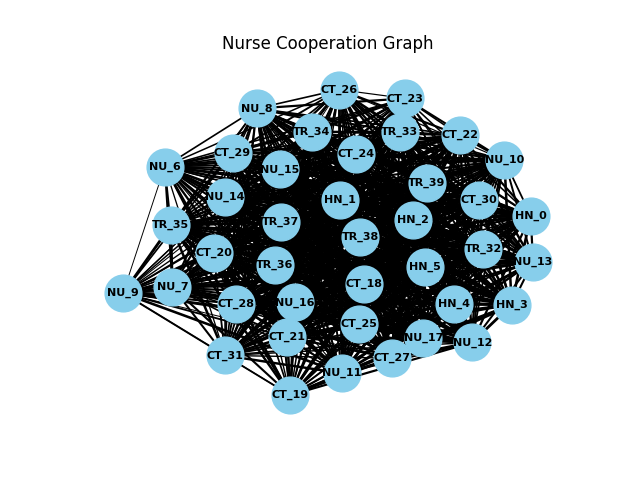 Nurse Cooperation Graph
CT_26
CT_23
NU_8
TR_34
TR_33
CT_22
CT_29
CT_24
NU_10
NU_6
NU_15
TR_39
NU_14
HN_1
CT_30
HN_0
TR_35
TR_37
HN_2
TR_38
CT_20
TR_32
NU_13
TR_36
HN_5
NU_9
NU_7
CT_18
CT_28
NU_16
HN_4
HN_3
CT_25
CT_21
NU_17
NU_12
CT_31
CT_27
NU_11
CT_19